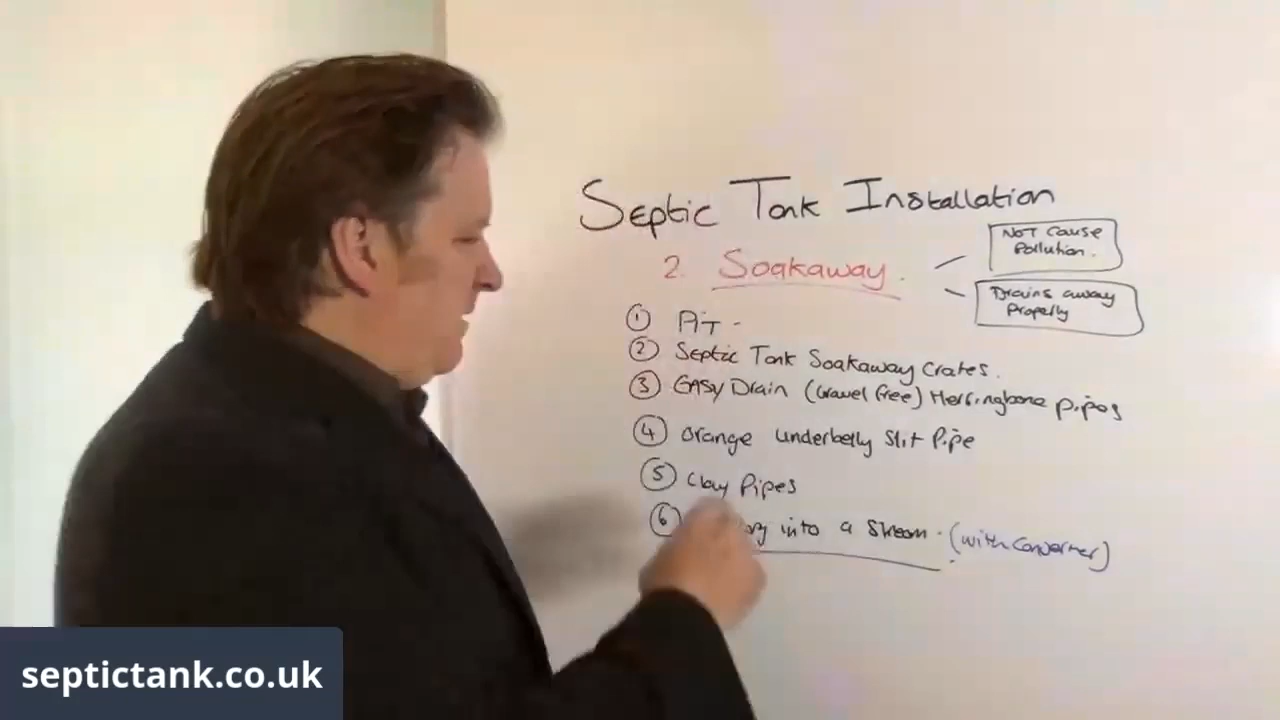 Septic Tank Installation
2. Soakaway.
NOT Cause
Pollution.
Drains away
Properly
① PiT -
② Septic Tank Soakaway Crates.
③ EasyDrain (Gravel free) Herringbone pipes
④ Orange underbelly Slit Pipe
⑤ Clay Pipes
⑥ into a Stream. (with Converter)
septictank.co.uk